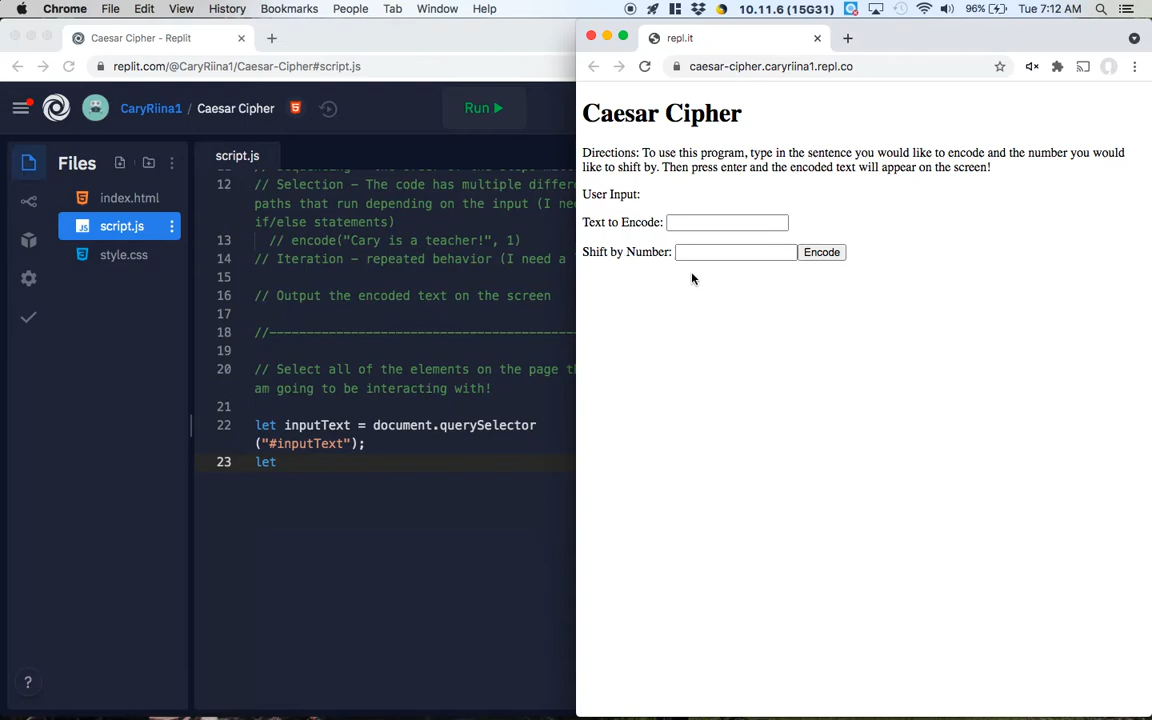 Chrome File Edit View History Bookmarks People Tab Window Help 10.11.6 (15G31) 96% Tue 7:12 AM
Caesar Cipher - Replit
replit.com/@CaryRiina1/Caesar-Cipher#script.js
CaryRiina1 / Caesar Cipher Run
Files
index.html
script.js
style.css
?
script.js
12 // Selection - The code has multiple differ
paths that run depending on the input (I nee
if/else statements)
13 // encode("Cary is a teacher!", 1)
14 // Iteration - repeated behavior (I need a
15
16 // Output the encoded text on the screen
17
18 //------------------------------------------
19
20 // Select all of the elements on the page th
am going to be interacting with!
21
22 let inputText = document.querySelector
("#inputText");
23 let
repl.it
caesar-cipher.caryriina1.repl.co
Caesar Cipher
Directions: To use this program, type in the sentence you would like to encode and the number you would
like to shift by. Then press enter and the encoded text will appear on the screen!
User Input:
Text to Encode:
Shift by Number: Encode